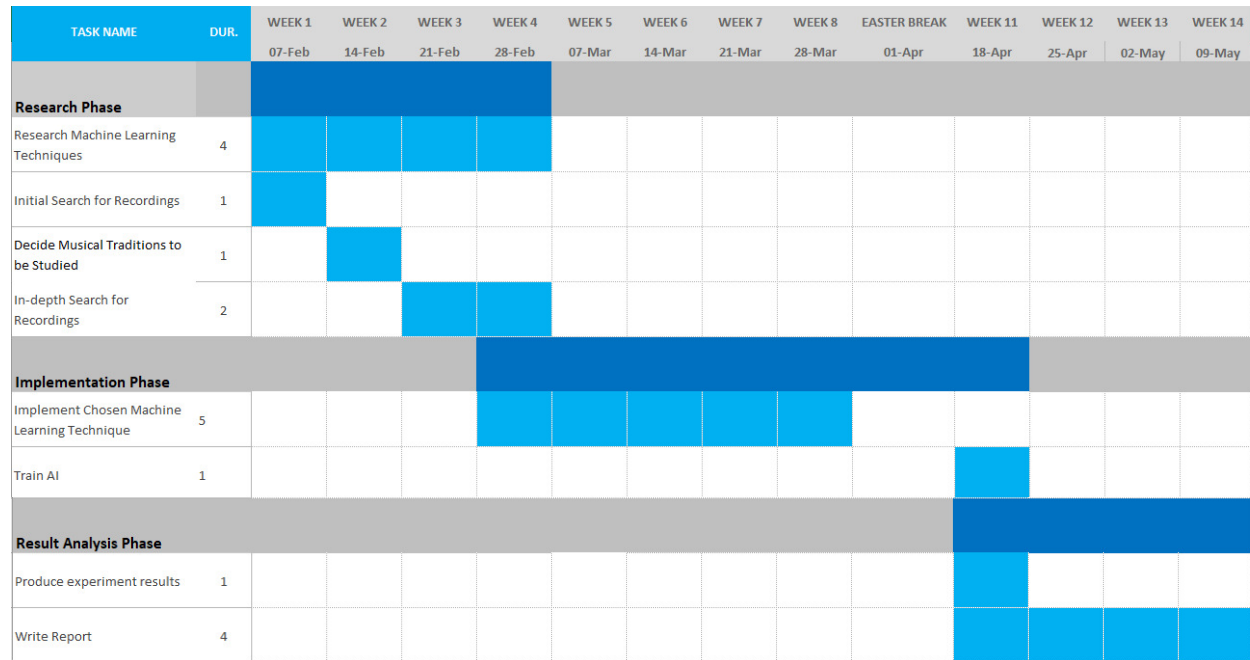 TASK NAME DUR. WEEK 1 WEEK 2 WEEK 3 WEEK 4 WEEK 5 WEEK 6 WEEK 7 WEEK 8 EASTER BREAK WEEK 11 WEEK 12 WEEK 13 WEEK 14
07-Feb 14-Feb 21-Feb 28-Feb 07-Mar 14-Mar 21-Mar 28-Mar 01-Apr 18-Apr 25-Apr 02-May 09-May
Research Phase
Research Machine Learning
Techniques 4
Initial Search for Recordings 1
Decide Musical Traditions to
be Studied 1
In-depth Search for
Recordings 2
Implementation Phase
Implement Chosen Machine
Learning Technique 5
Train AI 1
Result Analysis Phase
Produce experiment results 1
Write Report 4